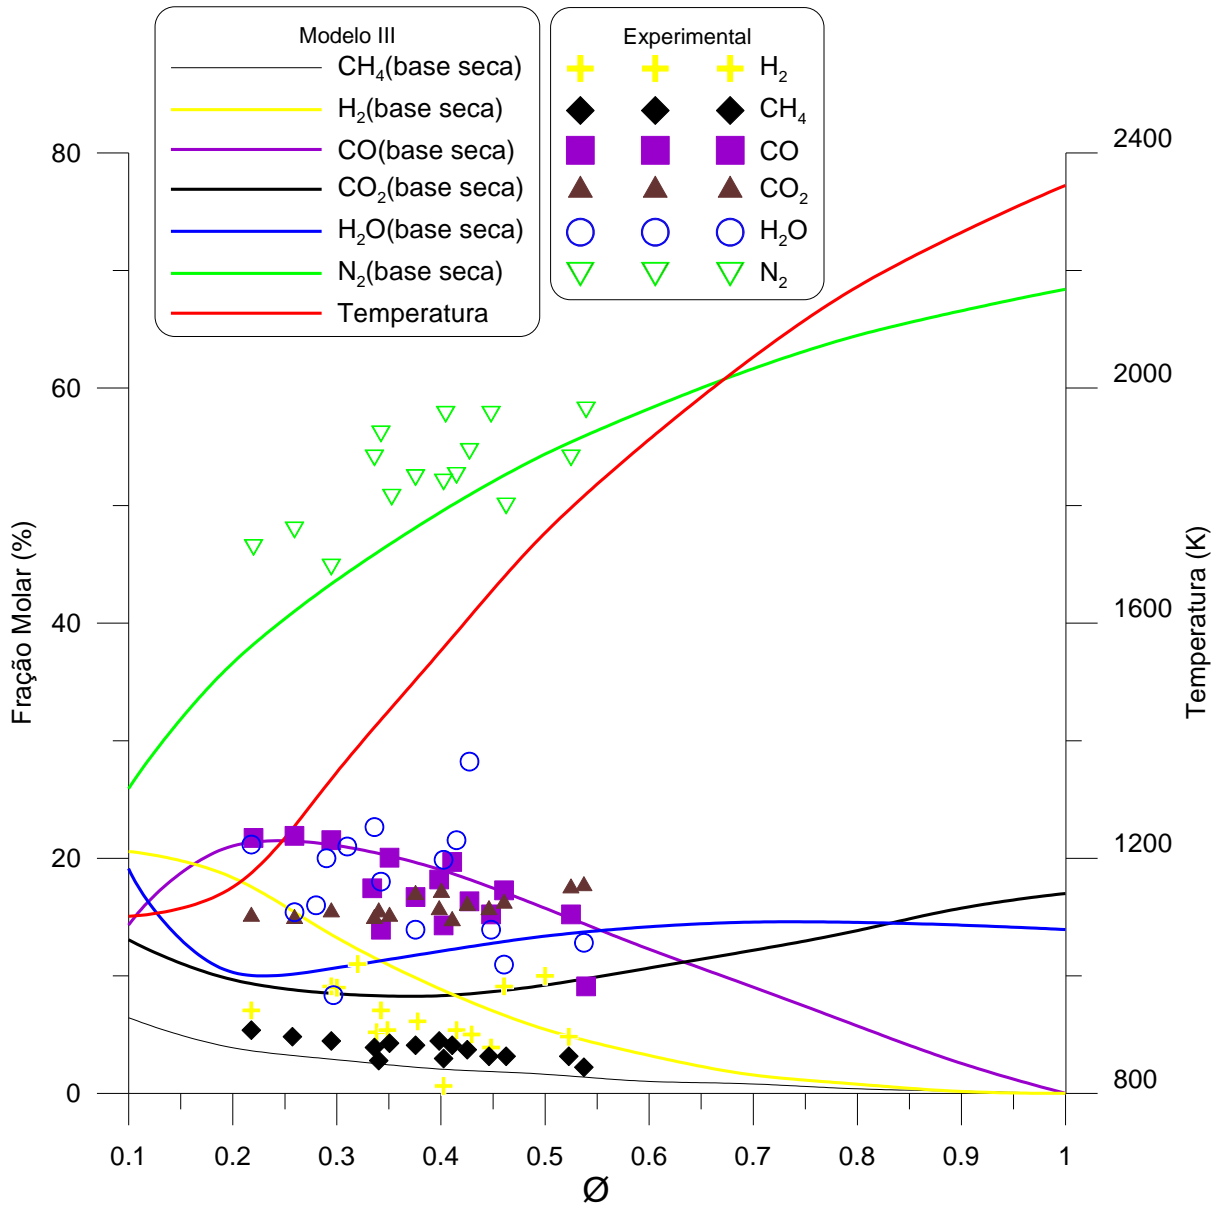 Modelo III
CH4(base seca)
H2(base seca)
CO(base seca)
CO2(base seca)
H2O(base seca)
N2(base seca)
Temperatura
Experimental
H2
CH4
CO
CO2
H2O
N2
80
60
40
20
0
Fração Molar (%)
2400
2000
1600
1200
800
Temperatura (K)
0.1 0.2 0.3 0.4 0.5 0.6 0.7 0.8 0.9 1
Ø